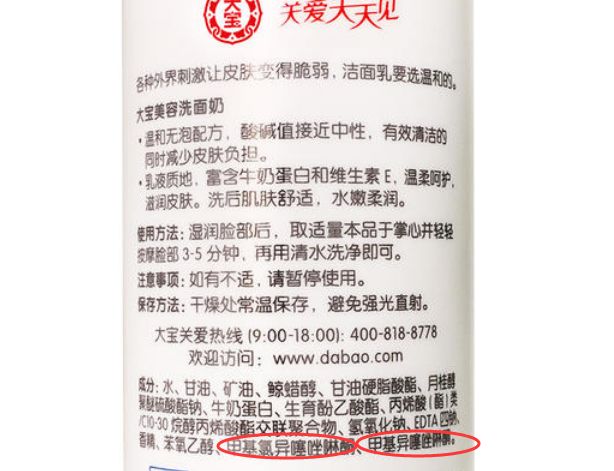 大宝
关爱天天见
各种外界刺激让皮肤变得脆弱，洁面乳要选温和的。
大宝美容洗面奶
·温和无泡配方，酸碱值接近中性，有效清洁的
同时减少皮肤负担。
·乳液质地，富含牛奶蛋白和维生素E，温柔呵护，
滋润皮肤。洗后肌肤舒适，水嫩柔润。
使用方法：湿润脸部后，取适量本品于掌心并轻轻
按摩脸部3-5分钟，再用清水洗净即可。
注意事项：如有不适，请暂停使用。
保存方法：干燥处常温保存，避免强光直射。
大宝关爱热线 (9:00-18:00): 400-818-8778
欢迎访问：www.dabao.com
成分：水、甘油、矿油、鲸蜡醇、甘油硬脂酸酯、月桂醇
聚醚硫酸酯钠、牛奶蛋白、生育酚乙酸酯、丙烯酸（酯）类
/C10-30 烷醇丙烯酸酯交联聚合物、氢氧化钠、EDTA 四钠、
香精、苯氧乙醇、甲基氯异噻唑啉酮、甲基异噻唑啉酮。